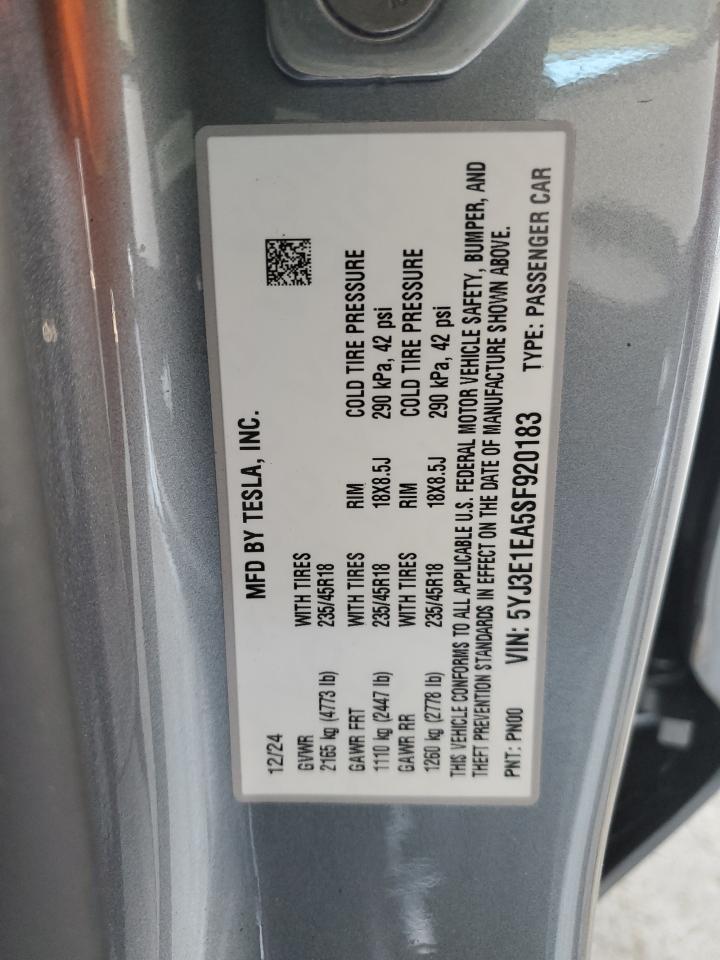 MFD BY TESLA, INC.
12/24
GVWR WITH TIRES
2165 kg (4773 lb) 235/45R18
GAWR FRT WITH TIRES RIM COLD TIRE PRESSURE
1110 kg (2447 lb) 235/45R18 18X8.5J 290 kPa, 42 psi
GAWR RR WITH TIRES RIM COLD TIRE PRESSURE
1260 kg (2778 lb) 235/45R18 18X8.5J 290 kPa, 42 psi
THIS VEHICLE CONFORMS TO ALL APPLICABLE U.S. FEDERAL MOTOR VEHICLE SAFETY, BUMPER, AND
THEFT PREVENTION STANDARDS IN EFFECT ON THE DATE OF MANUFACTURE SHOWN ABOVE.
PNT: PN00 VIN: 5YJ3E1EA5SF920183 TYPE: PASSENGER CAR